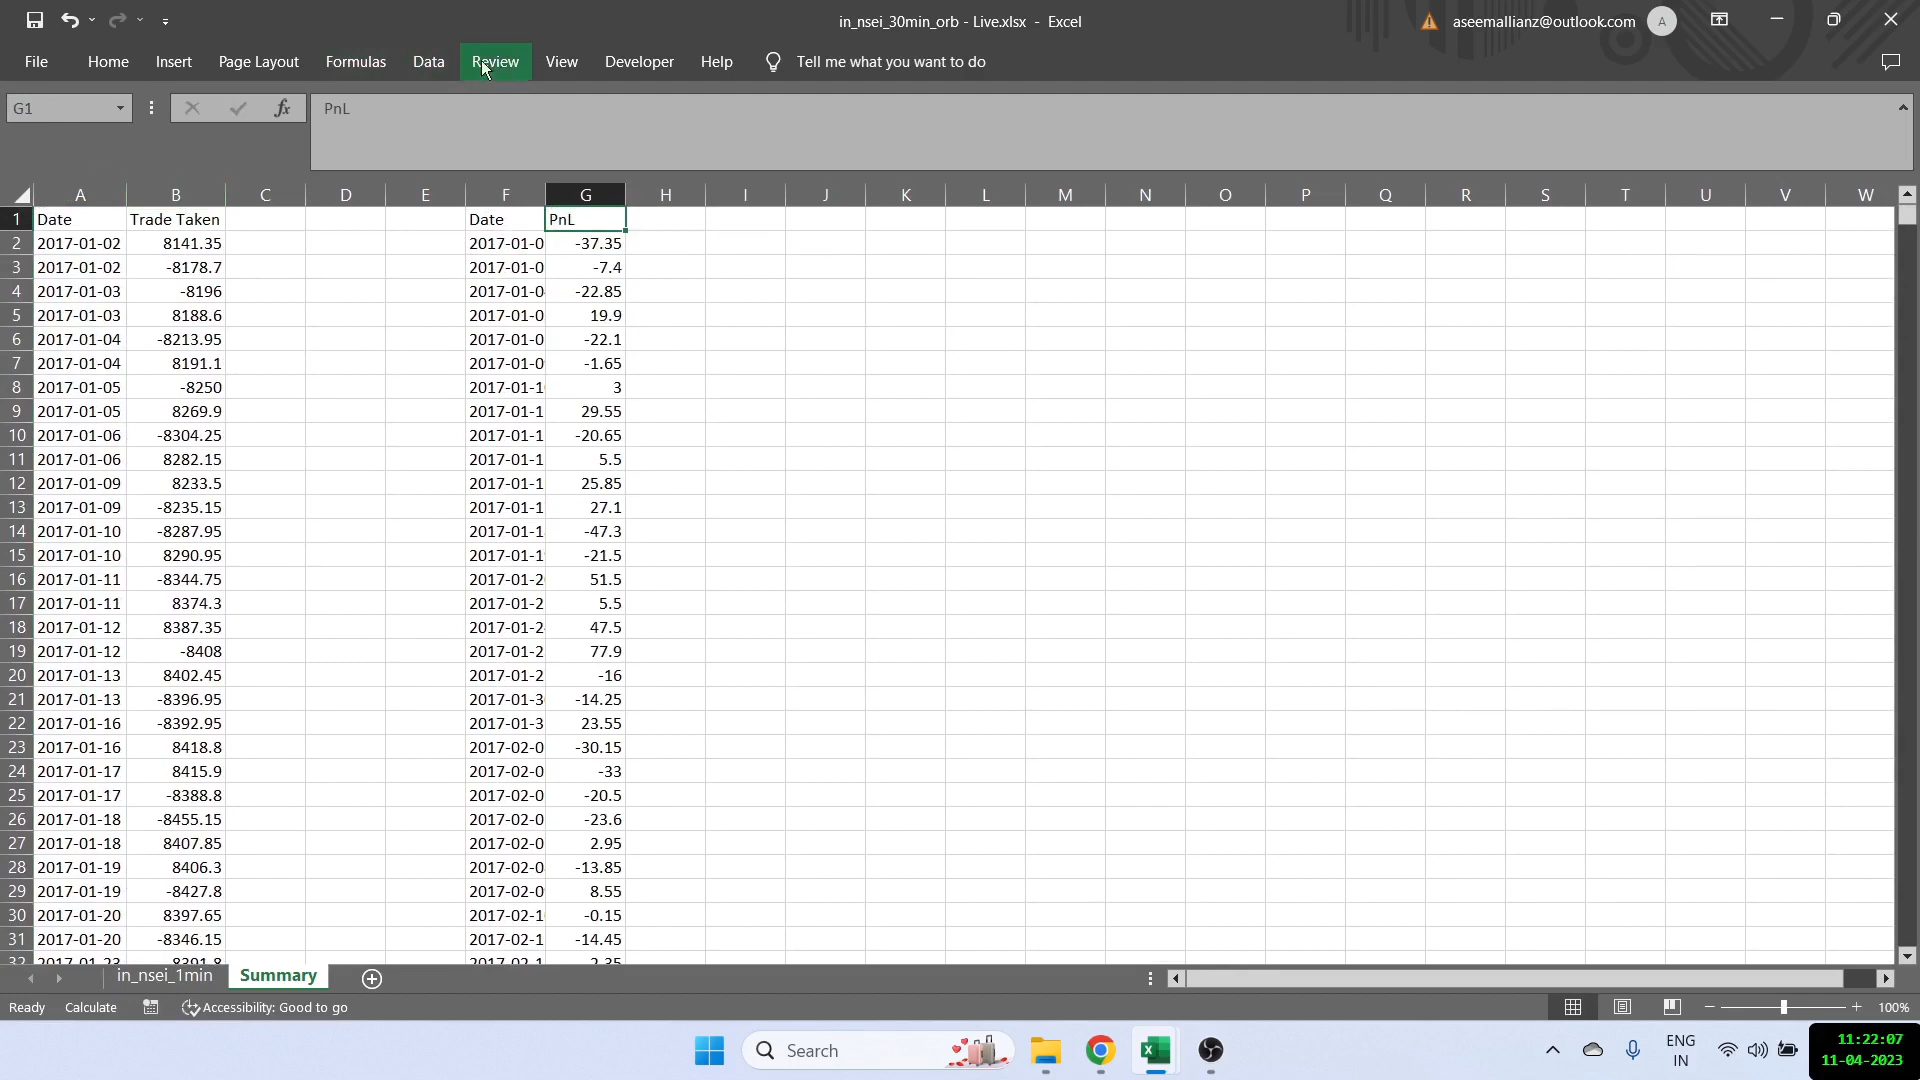 in_nsei_30min_orb - Live.xlsx - Excel
aseemallianz@outlook.com A
File Home Insert Page Layout Formulas Data Review View Developer Help Tell me what you want to do
G1 fx PnL
A B C D E F G H I J K L M N O P Q R S T U V W
1 Date Trade Taken Date PnL
2 2017-01-02 8141.35 2017-01-0 -37.35
3 2017-01-02 -8178.7 2017-01-0 -7.4
4 2017-01-03 -8196 2017-01-0 -22.85
5 2017-01-03 8188.6 2017-01-0 19.9
6 2017-01-04 -8213.95 2017-01-0 -22.1
7 2017-01-04 8191.1 2017-01-0 -1.65
8 2017-01-05 -8250 2017-01-1 3
9 2017-01-05 8269.9 2017-01-1 29.55
10 2017-01-06 -8304.25 2017-01-1 -20.65
11 2017-01-06 8282.15 2017-01-1 5.5
12 2017-01-09 8233.5 2017-01-1 25.85
13 2017-01-09 -8235.15 2017-01-1 27.1
14 2017-01-10 -8287.95 2017-01-1 -47.3
15 2017-01-10 8290.95 2017-01-1 -21.5
16 2017-01-11 -8344.75 2017-01-2 51.5
17 2017-01-11 8374.3 2017-01-2 5.5
18 2017-01-12 8387.35 2017-01-2 47.5
19 2017-01-12 -8408 2017-01-2 77.9
20 2017-01-13 8402.45 2017-01-2 -16
21 2017-01-13 -8396.95 2017-01-3 -14.25
22 2017-01-16 -8392.95 2017-01-3 23.55
23 2017-01-16 8418.8 2017-02-0 -30.15
24 2017-01-17 8415.9 2017-02-0 -33
25 2017-01-17 -8388.8 2017-02-0 -20.5
26 2017-01-18 -8455.15 2017-02-0 -23.6
27 2017-01-18 8407.85 2017-02-0 2.95
28 2017-01-19 8406.3 2017-02-0 -13.85
29 2017-01-19 -8427.8 2017-02-0 8.55
30 2017-01-20 8397.65 2017-02-1 -0.15
31 2017-01-20 -8346.15 2017-02-1 -14.45
32 2017-01-23 8391.8 2017-02-1 2.35
in_nsei_1min Summary
Ready Calculate Accessibility: Good to go 100%
Search ENG 11:22:07
IN 11-04-2023